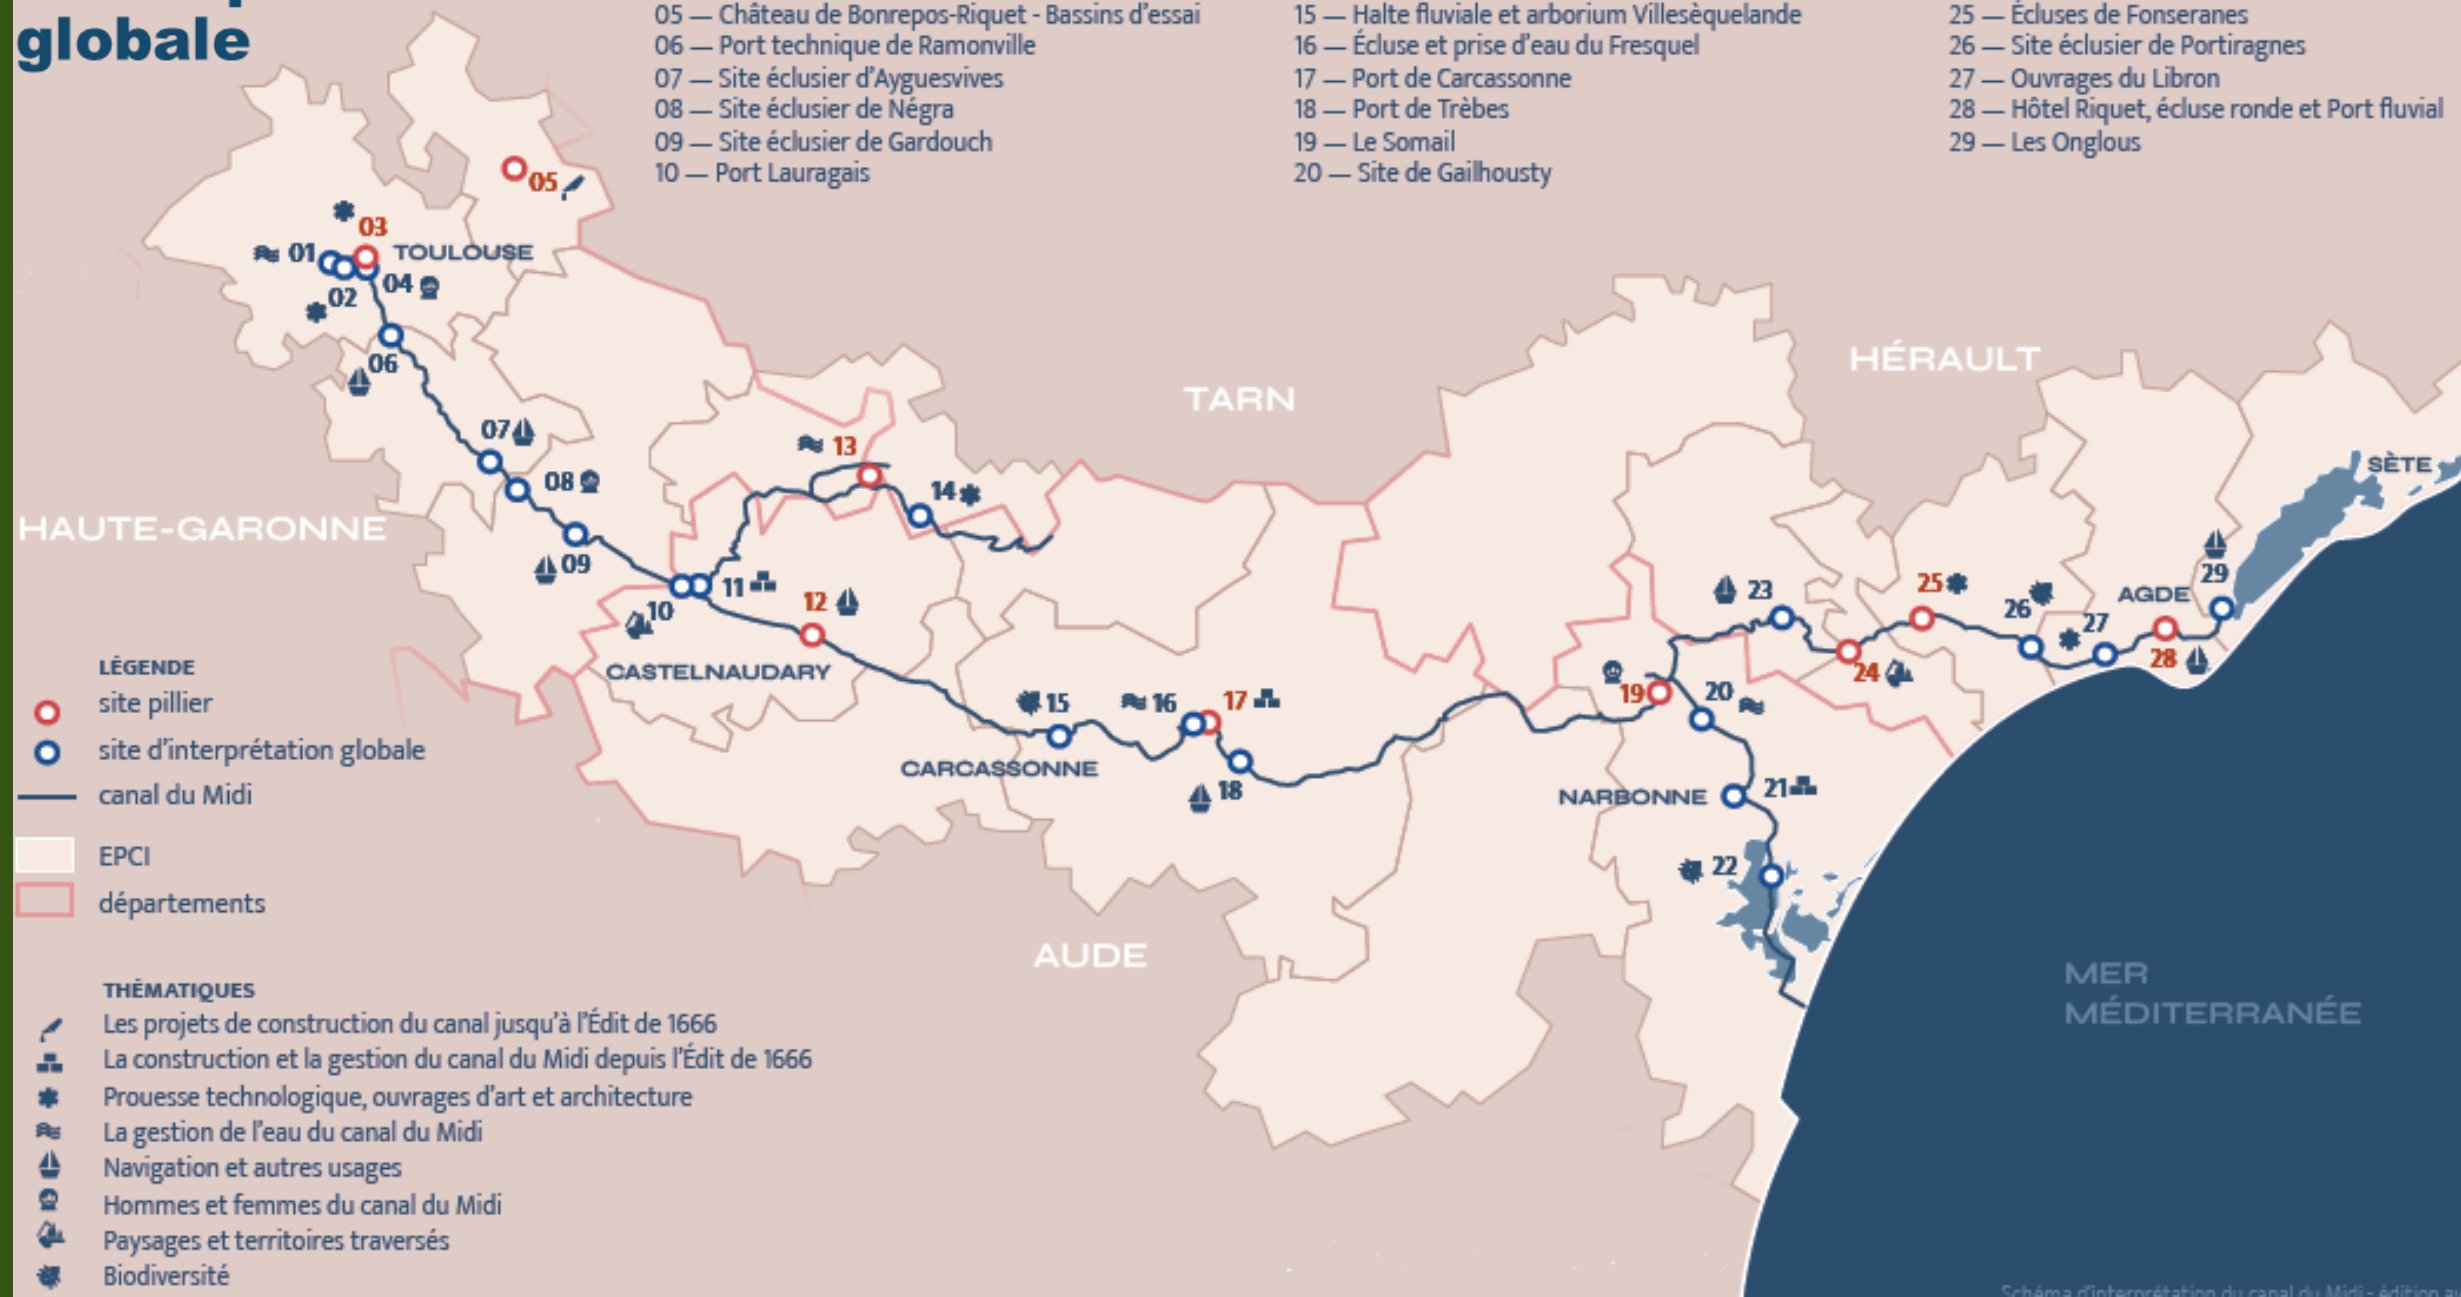 globale
05 — Château de Bonrepos-Riquet - Bassins d'essai
06 — Port technique de Ramonville
07 — Site éclusier d'Ayguesvives
08 — Site éclusier de Négra
09 — Site éclusier de Gardouch
10 — Port Lauragais
15 — Halte fluviale et arborium Villesèquelande
16 — Écluse et prise d'eau du Fresquel
17 — Port de Carcassonne
18 — Port de Trèbes
19 — Le Somail
20 — Site de Gailhousty
25 — Écluses de Fonseranes
26 — Site éclusier de Portiragnes
27 — Ouvrages du Libron
28 — Hôtel Riquet, écluse ronde et Port fluvial
29 — Les Onglous
05
03
01
TOULOUSE
04
02
06
07
08
09
10
11
12
13
14
15
16
17
18
19
20
21
22
23
24
25
26
27
28
29
HAUTE-GARONNE
TARN
HÉRAULT
AUDE
CASTELNAUDARY
CARCASSONNE
NARBONNE
AGDE
SÈTE
MER
MÉDITERRANÉE
LÉGENDE
site pillier
site d'interprétation globale
canal du Midi
EPCI
départements
THÉMATIQUES
Les projets de construction du canal jusqu'à l'Édit de 1666
La construction et la gestion du canal du Midi depuis l'Édit de 1666
Prouesse technologique, ouvrages d'art et architecture
La gestion de l'eau du canal du Midi
Navigation et autres usages
Hommes et femmes du canal du Midi
Paysages et territoires traversés
Biodiversité
Schéma d'interprétation du canal du Midi - édition